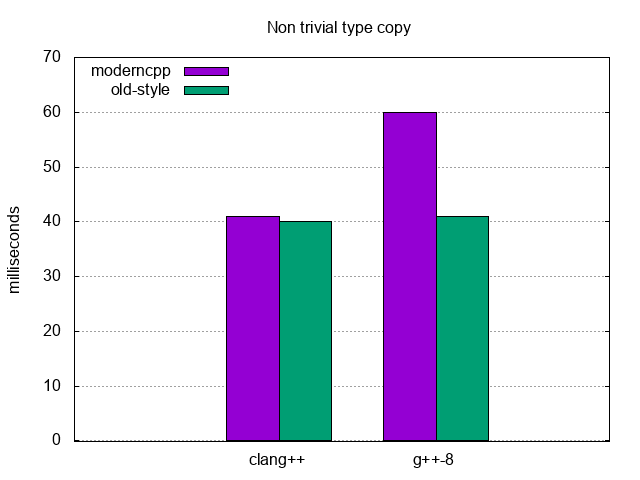 Non trivial type copy
70
60
50
40
30
20
10
0
milliseconds
moderncpp
old-style
clang++
g++-8